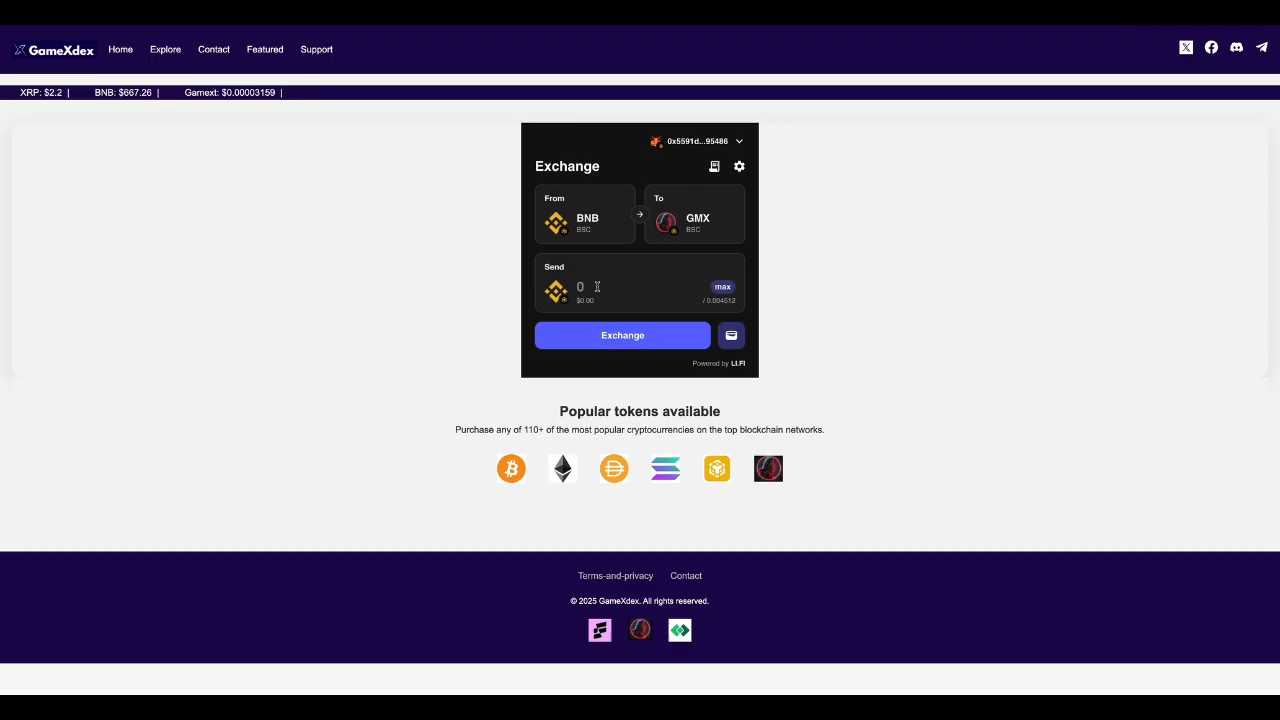 GameXdex Home Explore Contact Featured Support
XRP: $2.2 | BNB: $667.26 | Gamext: $0.00003159 |
0x5591d...95486
Exchange
From
BNB
BSC
To
GMX
BSC
Send
0
$0.00
max
/ 0.004512
Exchange
Powered by LI.FI
Popular tokens available
Purchase any of 110+ of the most popular cryptocurrencies on the top blockchain networks.
Terms-and-privacy Contact
© 2025 GameXdex. All rights reserved.